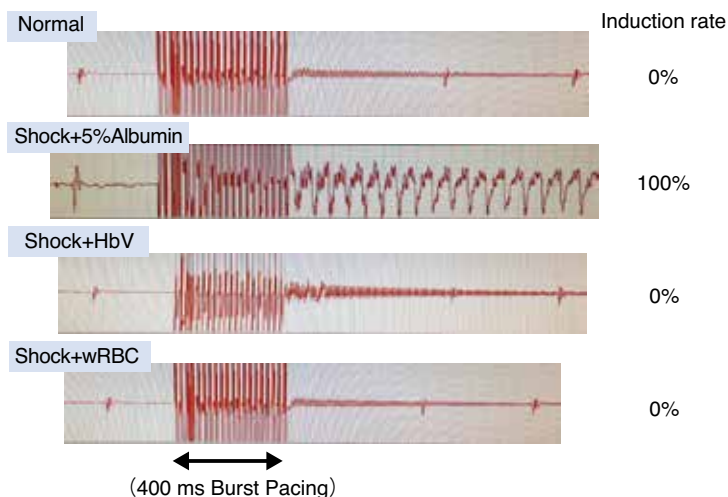 Normal
Induction rate
0%
Shock+5%Albumin
100%
Shock+HbV
0%
Shock+wRBC
0%
(400 ms Burst Pacing)